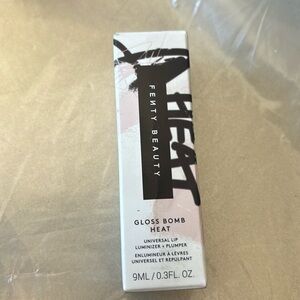 HEAT
FENTY BEAUTY
GLOSS BOMB
HEAT
UNIVERSAL LIP
LUMINIZER + PLUMPER
ENLUMINEUR À LÈVRES
UNIVERSEL ET REPULPANT
9ML / 0.3FL. OZ.